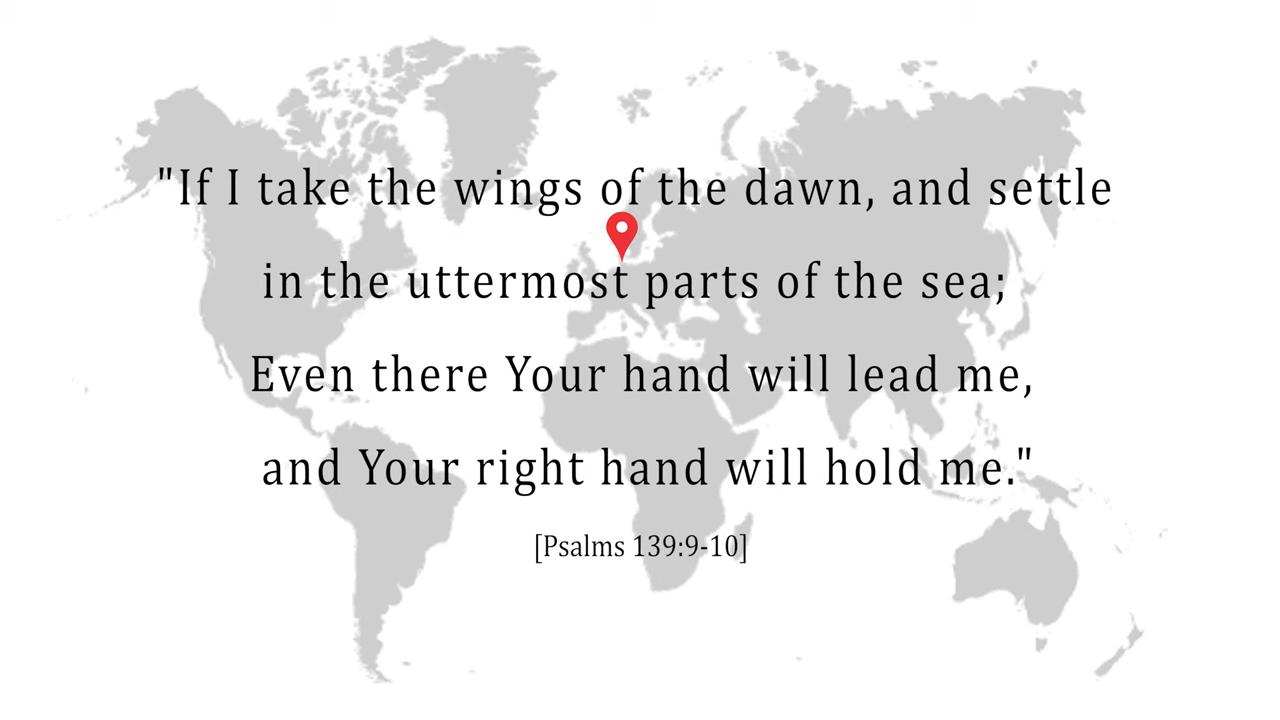 "If I take the wings of the dawn, and settle
in the uttermost parts of the sea;
Even there Your hand will lead me,
and Your right hand will hold me."
[Psalms 139:9-10]